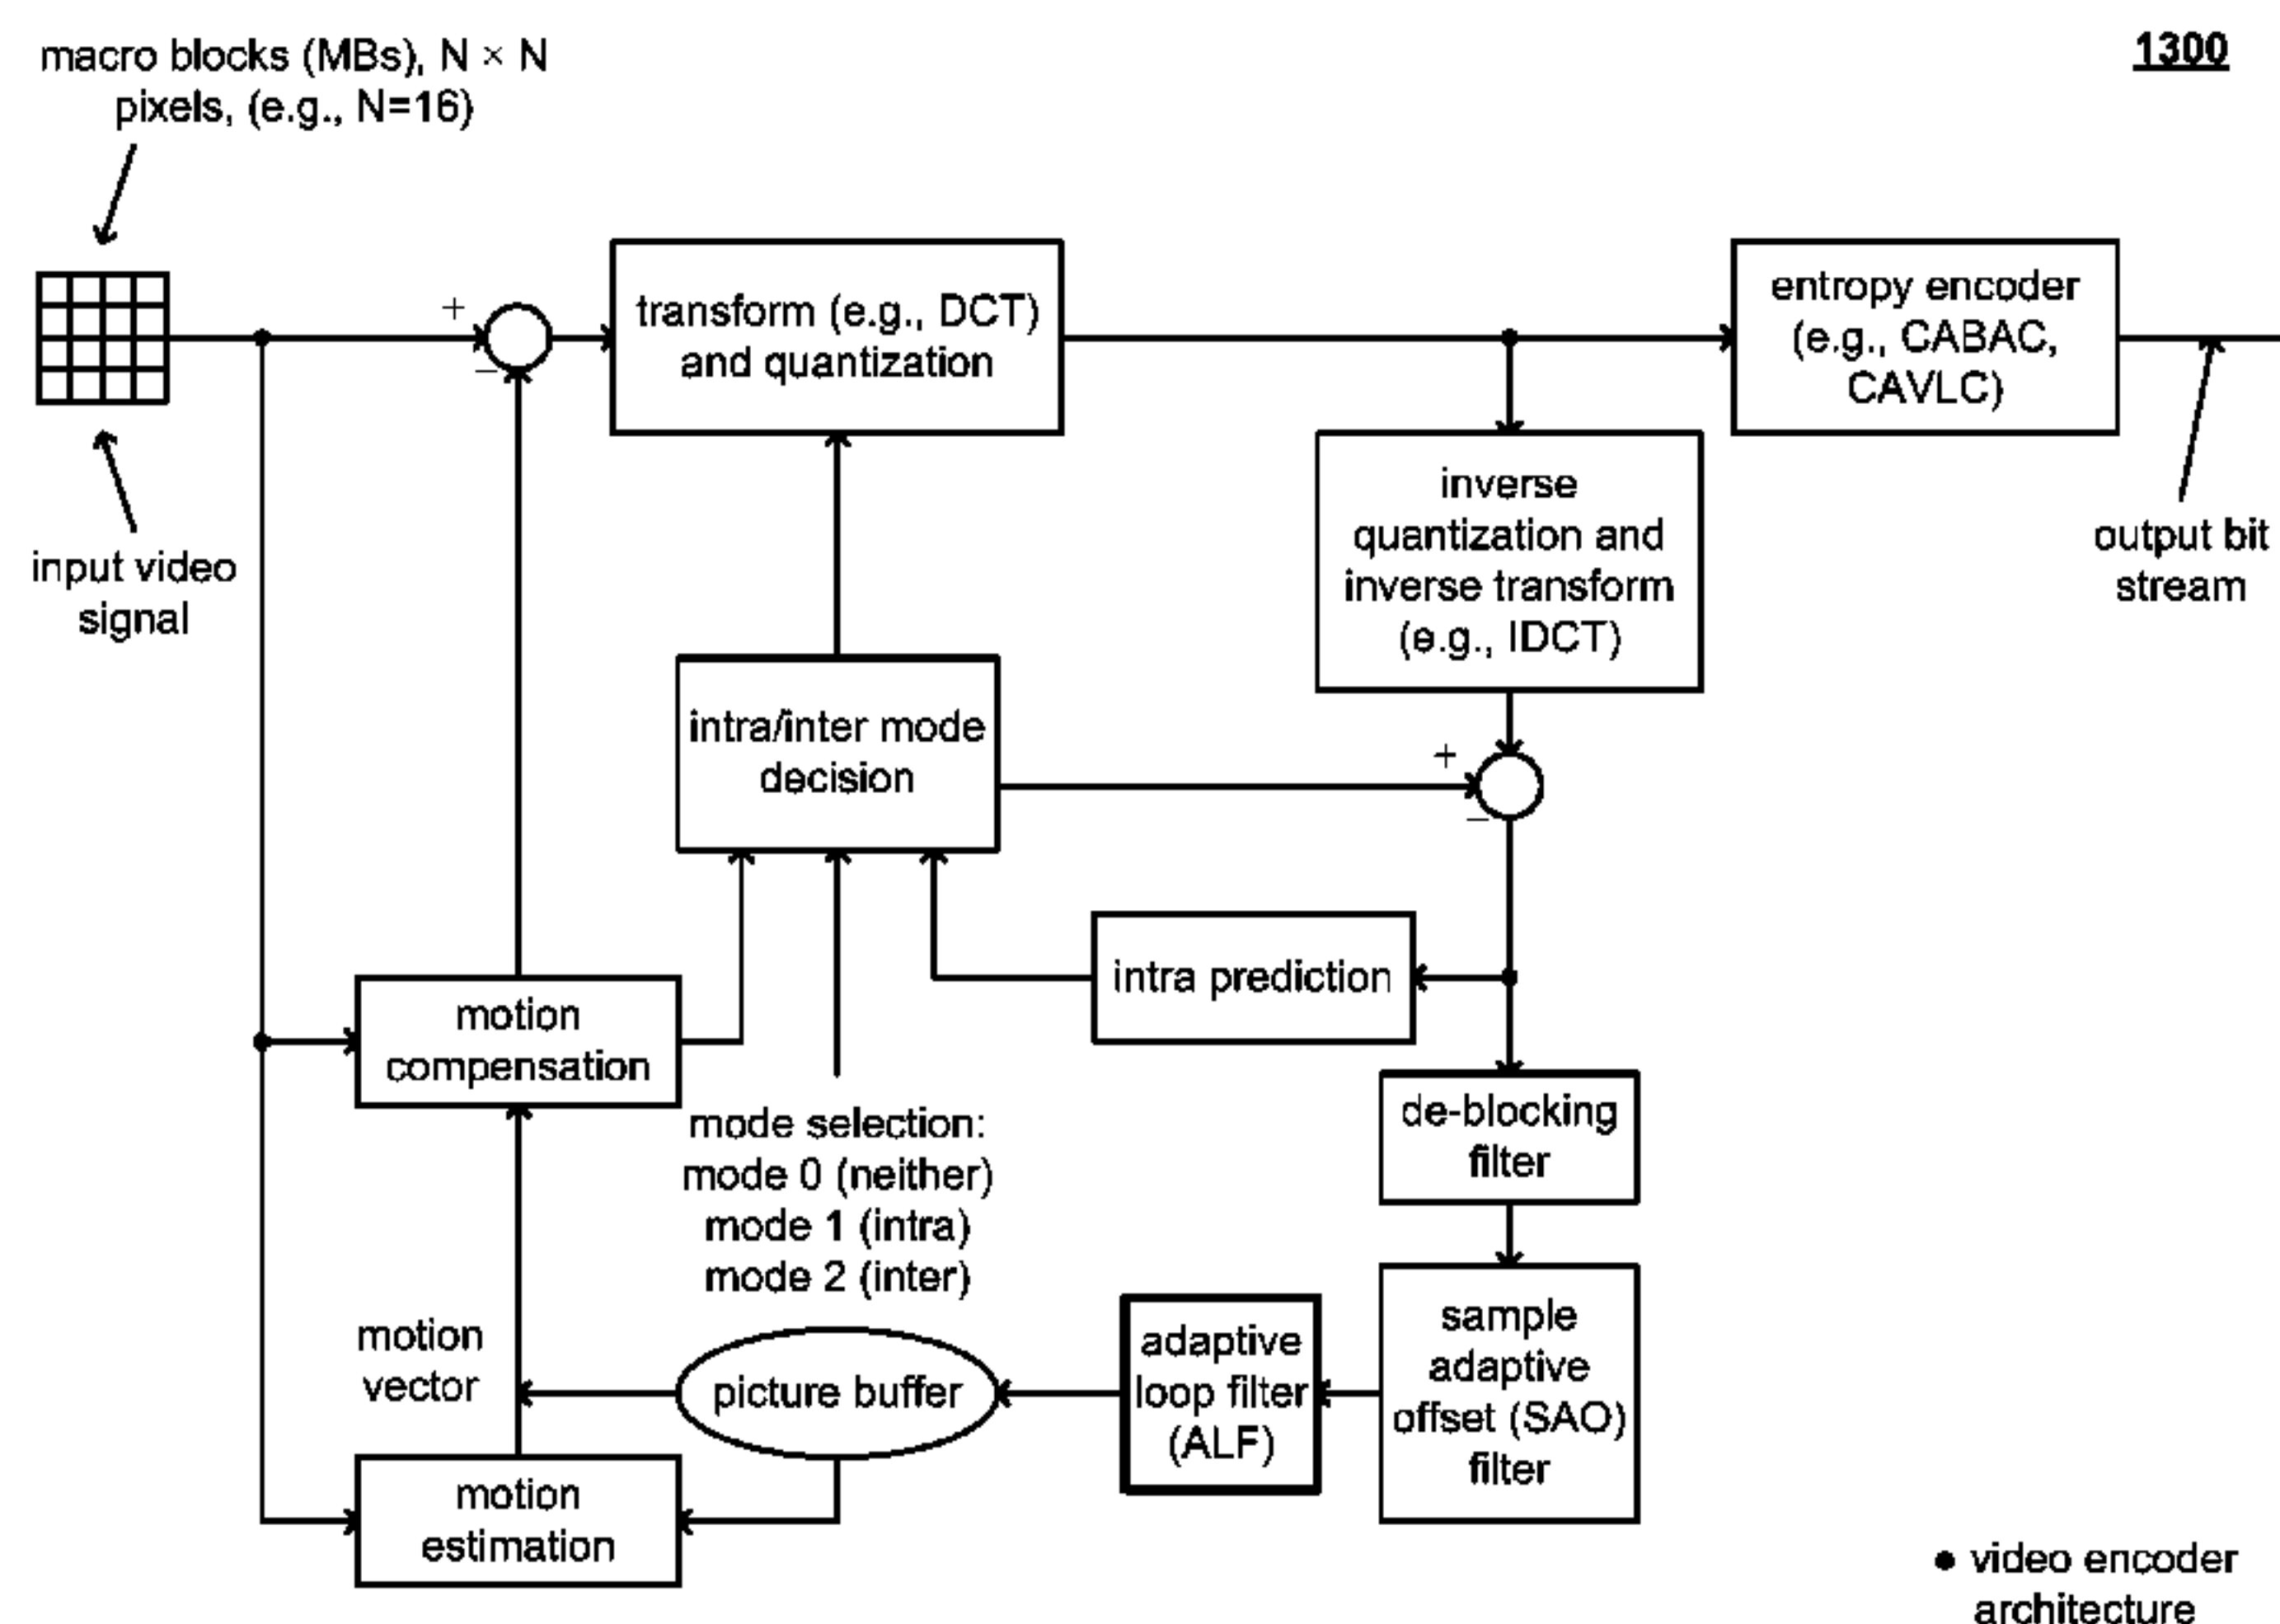 macro blocks (MBs), N × N
pixels, (e.g., N=16)
1300
+
−
transform (e.g., DCT)
and quantization
entropy encoder
(e.g., CABAC,
CAVLC)
input video
signal
inverse
quantization and
inverse transform
(e.g., IDCT)
output bit
stream
intra/inter mode
decision
+
−
intra prediction
motion
compensation
de-blocking
filter
mode selection:
mode 0 (neither)
mode 1 (intra)
mode 2 (inter)
motion
vector
picture buffer
adaptive
loop filter
(ALF)
sample
adaptive
offset (SAO)
filter
motion
estimation
● video encoder
architecture